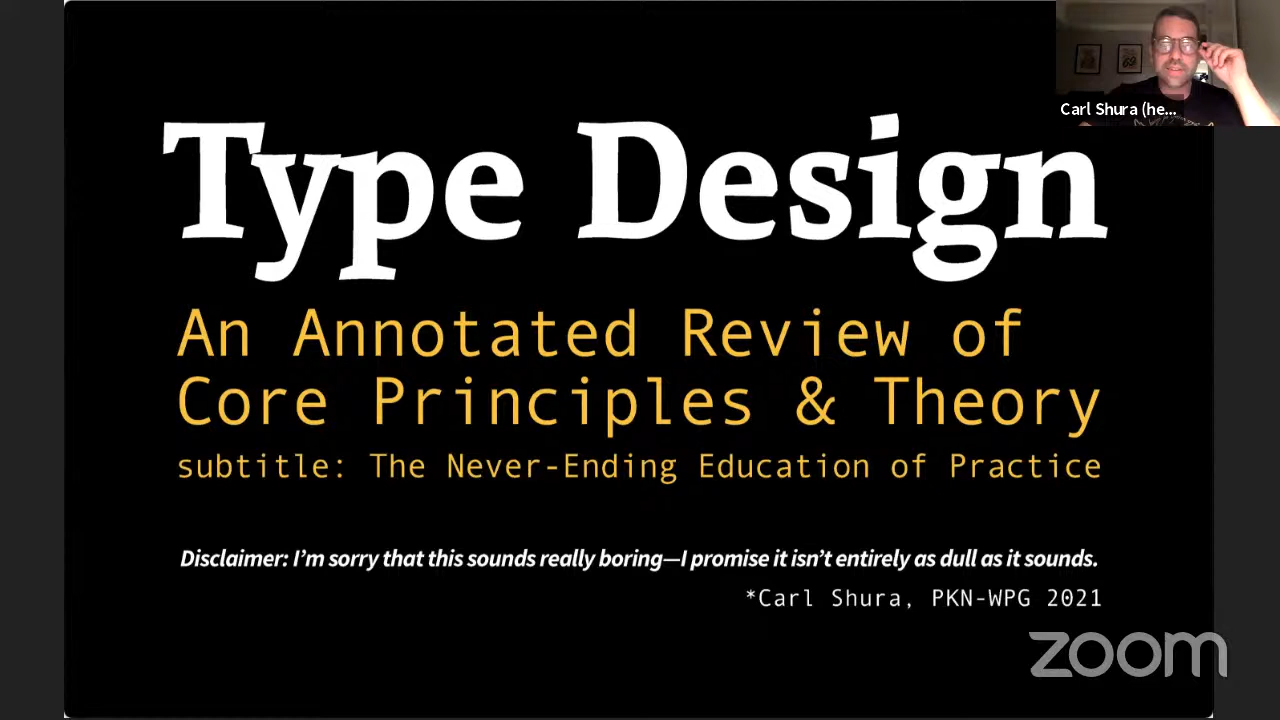 Carl Shura (he...
Type Design
An Annotated Review of
Core Principles & Theory
subtitle: The Never-Ending Education of Practice
Disclaimer: I’m sorry that this sounds really boring—I promise it isn’t entirely as dull as it sounds.
*Carl Shura, PKN-WPG 2021
zoom